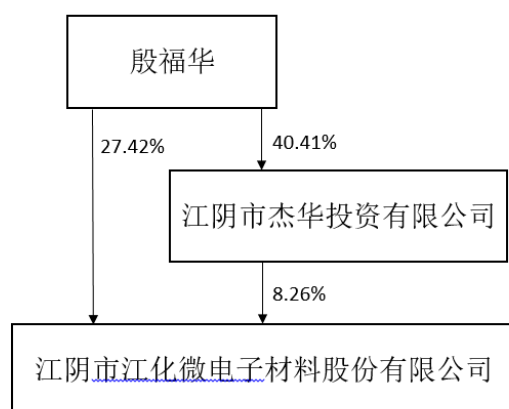 殷福华
27.42%
40.41%
江阴市杰华投资有限公司
8.26%
江阴市江化微电子材料股份有限公司